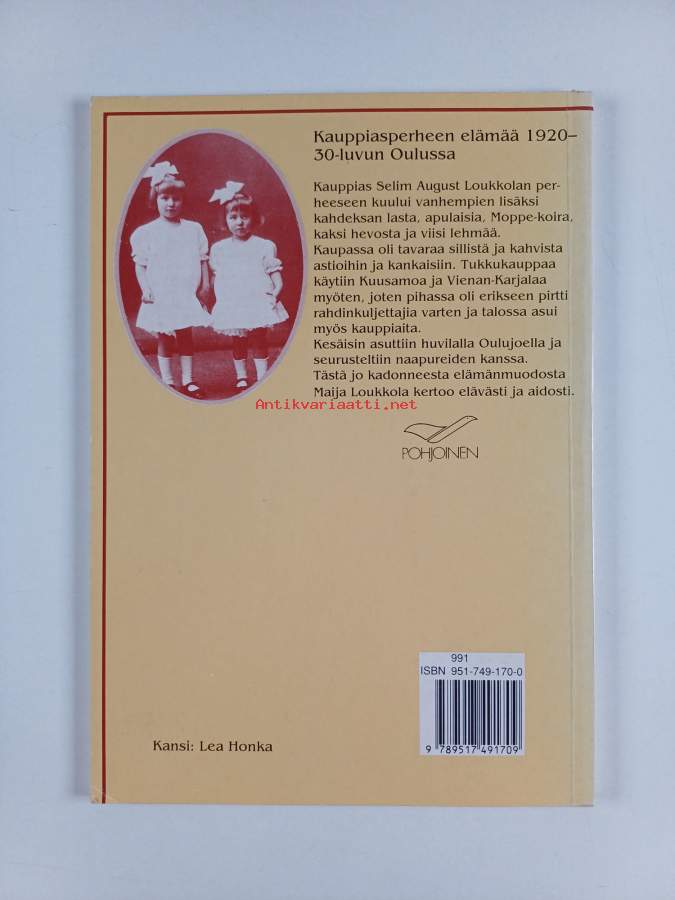 Kauppiasperheen elämää 1920–
30-luvun Oulussa
Kauppias Selim August Loukkolan per-
heeseen kuului vanhempien lisäksi
kahdeksan lasta, apulaisia, Moppe-koira,
kaksi hevosta ja viisi lehmää.
Kaupassa oli tavaraa sillistä ja kahvista
astioihin ja kankaisiin. Tukkukauppaa
käytiin Kuusamoa ja Vienan-Karjalaa
myöten, joten pihassa oli erikseen pirtti
rahdinkuljettajia varten ja talossa asui
myös kauppiaita.
Kesäisin asuttiin huvilalla Oulujoella ja
seurusteltiin naapureiden kanssa.
Tästä jo kadonneesta elämänmuodosta
Maija Loukkola kertoo elävästi ja aidosti.
Antikvariaatti.net
POHJOINEN
991
ISBN 951-749-170-0
9 789517 491709
Kansi: Lea Honka